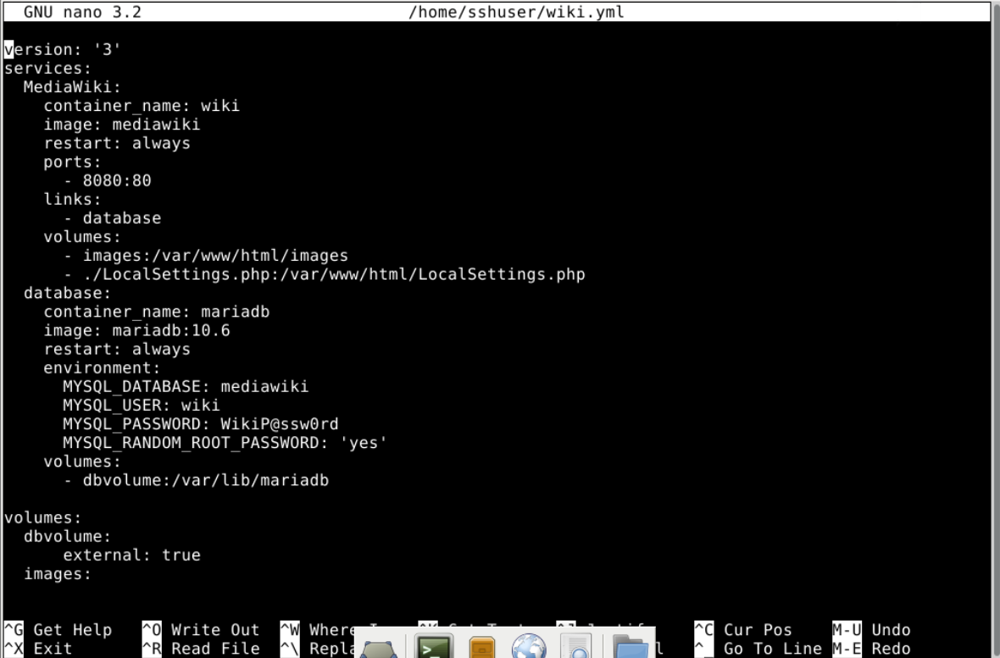 GNU nano 3.2 /home/sshuser/wiki.yml
version: '3'
services:
  MediaWiki:
    container_name: wiki
    image: mediawiki
    restart: always
    ports:
      - 8080:80
    links:
      - database
    volumes:
      - images:/var/www/html/images
      - ./LocalSettings.php:/var/www/html/LocalSettings.php
  database:
    container_name: mariadb
    image: mariadb:10.6
    restart: always
    environment:
      MYSQL_DATABASE: mediawiki
      MYSQL_USER: wiki
      MYSQL_PASSWORD: WikiP@ssw0rd
      MYSQL_RANDOM_ROOT_PASSWORD: 'yes'
    volumes:
      - dbvolume:/var/lib/mariadb
volumes:
  dbvolume:
      external: true
  images:
^G Get Help ^O Write Out ^W Where ^C Cur Pos M-U Undo
^X Exit ^R Read File ^\ Repla ^_ Go To Line M-E Redo